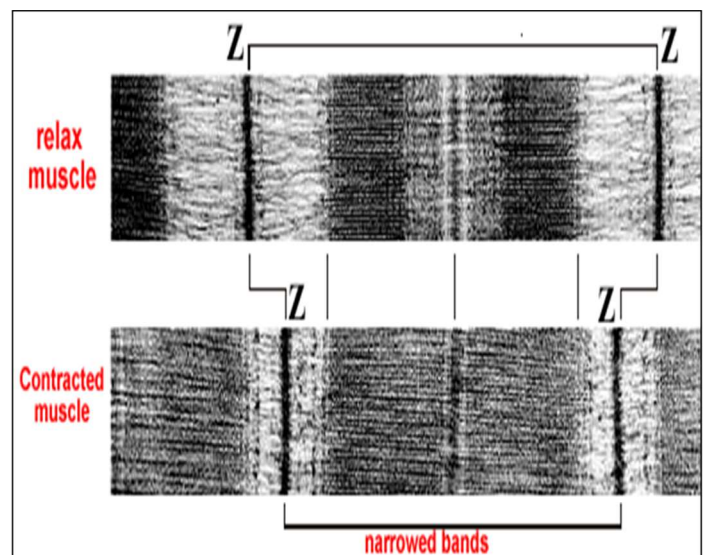 Z Z
relax
muscle
Z Z
Contracted
muscle
narrowed bands